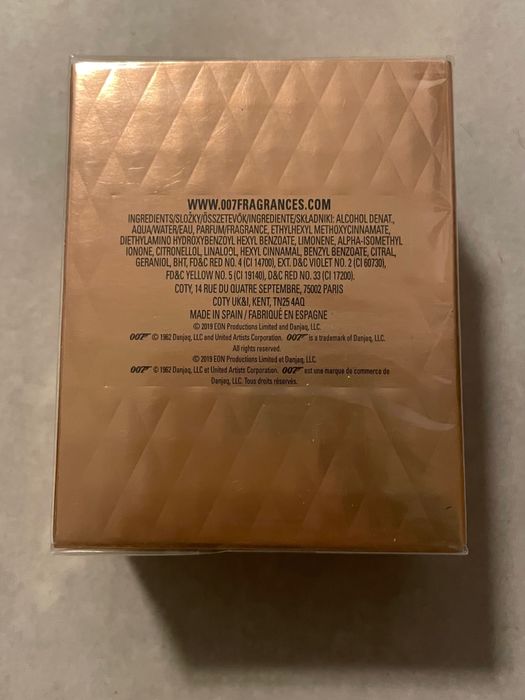 WWW.007FRAGRANCES.COM
INGREDIENTS/SLOŽKY/ÖSSZETEVŐK/INGREDIENTE/SKŁADNIKI: ALCOHOL DENAT.,
AQUA/WATER/EAU, PARFUM/FRAGRANCE, ETHYLHEXYL METHOXYCINNAMATE,
DIETHYLAMINO HYDROXYBENZOYL HEXYL BENZOATE, LIMONENE, ALPHA-ISOMETHYL
IONONE, CITRONELLOL, LINALOOL, HEXYL CINNAMAL, BENZYL BENZOATE, CITRAL,
GERANIOL, BHT, FD&C RED NO. 4 (CI 14700), EXT. D&C VIOLET NO. 2 (CI 60730),
FD&C YELLOW NO. 5 (CI 19140), D&C RED NO. 33 (CI 17200).
COTY, 14 RUE DU QUATRE SEPTEMBRE, 75002 PARIS
COTY UK&I, KENT, TN25 4AQ
MADE IN SPAIN / FABRIQUÉ EN ESPAGNE
© 2019 EON Productions Limited and Danjaq, LLC.
007 © 1962 Danjaq, LLC and United Artists Corporation. 007 is a trademark of Danjaq, LLC.
All rights reserved.
© 2019 EON Productions Limited et Danjaq, LLC.
007 © 1962 Danjaq, LLC et United Artists Corporation. 007 est une marque de commerce de
Danjaq, LLC. Tous droits réservés.